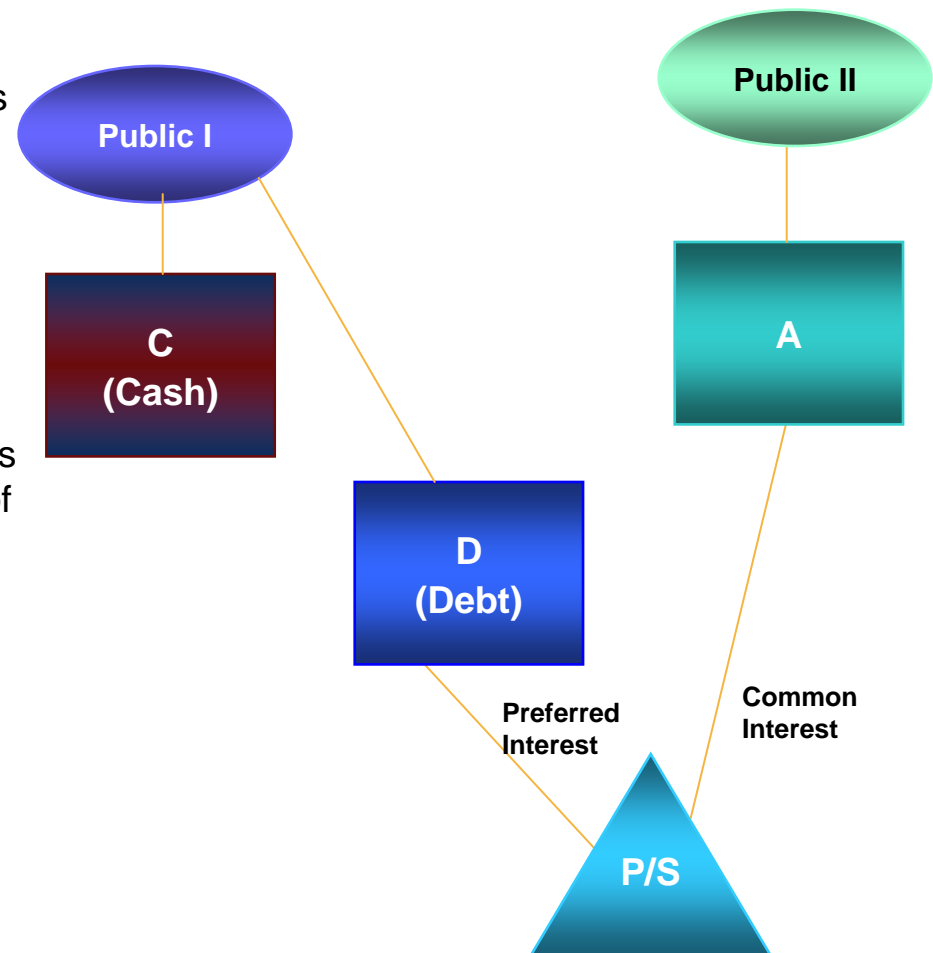 s
Public I
Public II
C
(Cash)
A
s
f
D
(Debt)
Preferred
Interest
Common
Interest
P/S